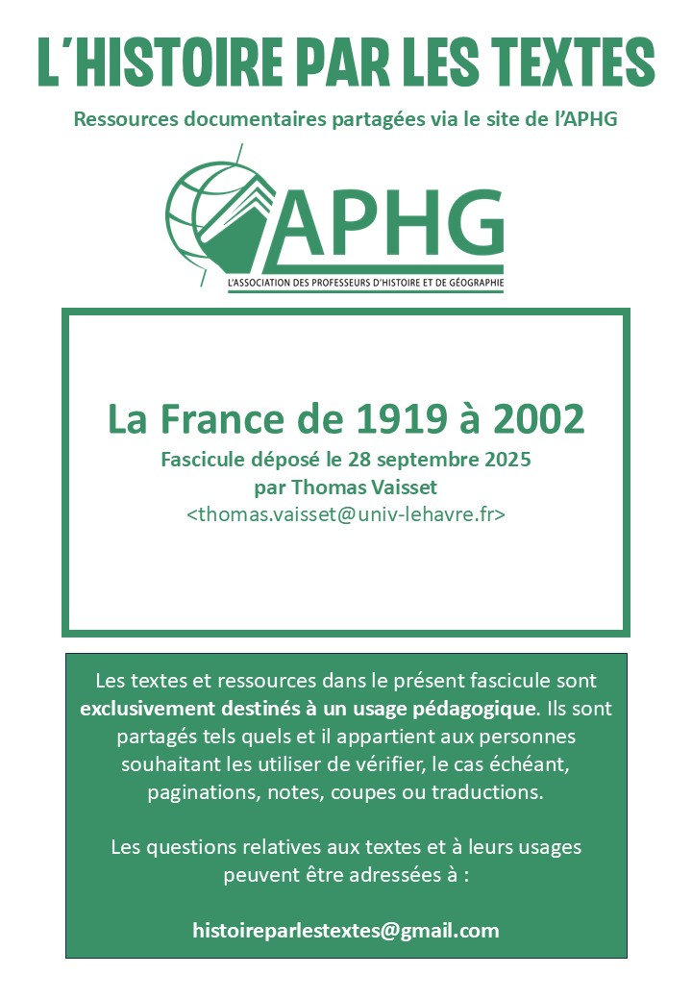 L'HISTOIRE PAR LES TEXTES
Ressources documentaires partagées via le site de l’APHG
APHG
L'ASSOCIATION DES PROFESSEURS D'HISTOIRE ET DE GÉOGRAPHIE
La France de 1919 à 2002
Fascicule déposé le 28 septembre 2025
par Thomas Vaisset
<thomas.vaisset@univ-lehavre.fr>
Les textes et ressources dans le présent fascicule sont
exclusivement destinés à un usage pédagogique. Ils sont
partagés tels quels et il appartient aux personnes
souhaitant les utiliser de vérifier, le cas échéant,
paginations, notes, coupes ou traductions.
Les questions relatives aux textes et à leurs usages
peuvent être adressées à :
histoireparlestextes@gmail.com